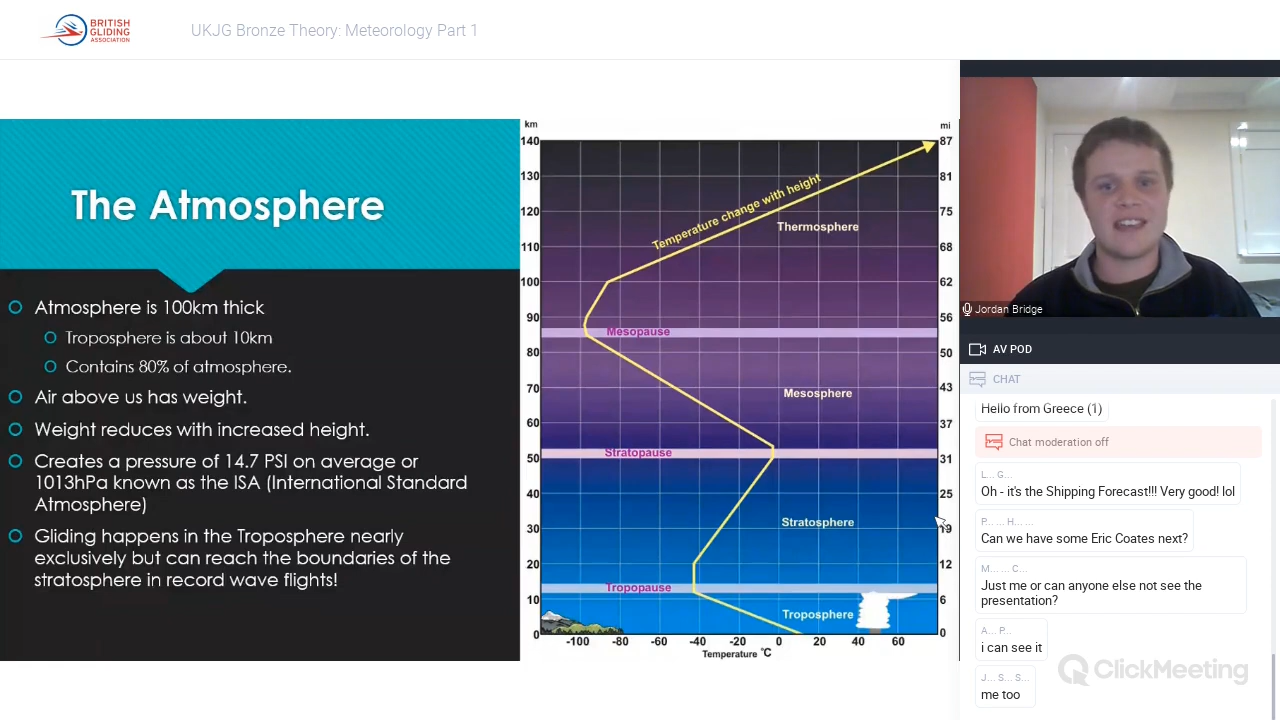 BRITISH
GLIDING
ASSOCIATION
UKJG Bronze Theory: Meteorology Part 1
The Atmosphere
Atmosphere is 100km thick
Troposphere is about 10km
Contains 80% of atmosphere.
Air above us has weight.
Weight reduces with increased height.
Creates a pressure of 14.7 PSI on average or
1013hPa known as the ISA (International Standard
Atmosphere)
Gliding happens in the Troposphere nearly
exclusively but can reach the boundaries of the
stratosphere in record wave flights!
km
mi
140
87
130
81
120
75
110
68
100
62
90
56
80
50
70
43
60
37
50
31
40
25
30
19
20
12
10
6
0
0
Temperature change with height
Thermosphere
Mesopause
Mesosphere
Stratopause
Stratosphere
Tropopause
Troposphere
-100 -80 -60 -40 -20 0 20 40 60
Temperature °C
Jordan Bridge
AV POD
CHAT
Hello from Greece (1)
Chat moderation off
L... G...
Oh - it's the Shipping Forecast!!! Very good! lol
P... ... H... ...
Can we have some Eric Coates next?
M... ... C...
Just me or can anyone else not see the
presentation?
A... P...
i can see it
J... S... S...
me too
ClickMeeting